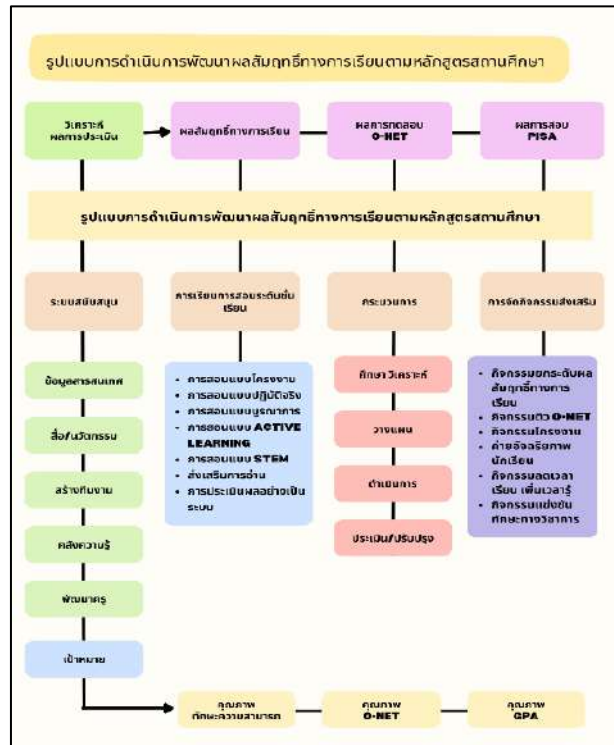 รูปแบบการดำเนินการพัฒนาผลสัมฤทธิ์ทางการเรียนตามหลักสูตรสถานศึกษา
วิเคราะห์
ผลการประเมิน
ผลสัมฤทธิ์ทางการเรียน
ผลการทดสอบ
O-NET
ผลการสอบ
PISA
รูปแบบการดำเนินการพัฒนาผลสัมฤทธิ์ทางการเรียนตามหลักสูตรสถานศึกษา
ระบบสนับสนุน
การเรียนการสอนระดับชั้น
เรียน
กระบวนการ
การจัดกิจกรรมส่งเสริม
ข้อมูลสารสนเทศ
สื่อ/นวัตกรรม
สร้างทีมงาน
คลังความรู้
พัฒนาครู
เป้าหมาย
• การสอนแบบโครงงาน
• การสอนแบบปฏิบัติจริง
• การสอนแบบบูรณาการ
- การสอนแบบ ACTIVE
LEARNING
• การสอนแบบ STEM
• ส่งเสริมการอ่าน
• การประเมินผลอย่างเป็น
ระบบ
ศึกษา วิเคราะห์
วางแผน
ดำเนินการ
ประเมิน/ปรับปรุง
• กิจกรรมยกระดับผล
สัมฤทธิ์ทางการ
เรียน
• กิจกรรมติว O-NET
• กิจกรรมโครงงาน
• ค่ายอัจฉริยภาพ
นักเรียน
• กิจกรรมลดเวลา
เรียน เพิ่มเวลารู้
• กิจกรรมแข่งขัน
ทักษะทางวิชาการ
คุณภาพ
ทักษะความสามารถ
คุณภาพ
O-NET
คุณภาพ
GPA